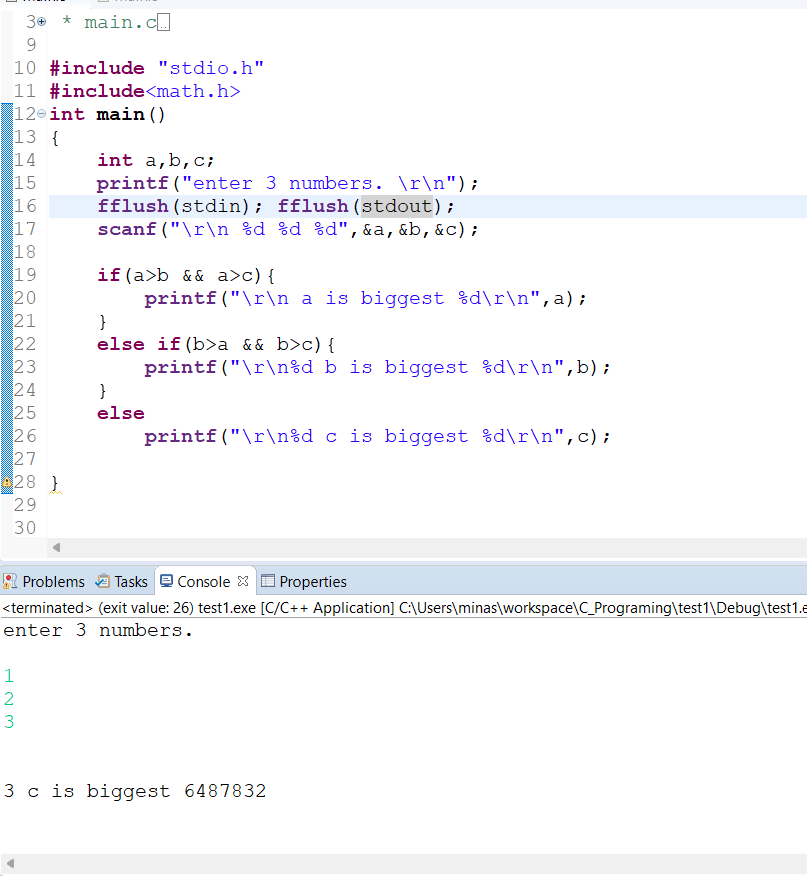 3 * main.c
9
10 #include "stdio.h"
11 #include<math.h>
12 int main()
13 {
14 int a,b,c;
15 printf("enter 3 numbers. \r\n");
16 fflush(stdin); fflush(stdout);
17 scanf("\r\n %d %d %d",&a,&b,&c);
18
19 if(a>b && a>c){
20 printf("\r\n a is biggest %d\r\n",a);
21 }
22 else if(b>a && b>c){
23 printf("\r\n%d b is biggest %d\r\n",b);
24 }
25 else
26 printf("\r\n%d c is biggest %d\r\n",c);
27
28 }
29
30
Problems Tasks Console Properties
<terminated> (exit value: 26) test1.exe [C/C++ Application] C:\Users\minas\workspace\C_Programing\test1\Debug\test1.e
enter 3 numbers.
1
2
3
3 c is biggest 6487832